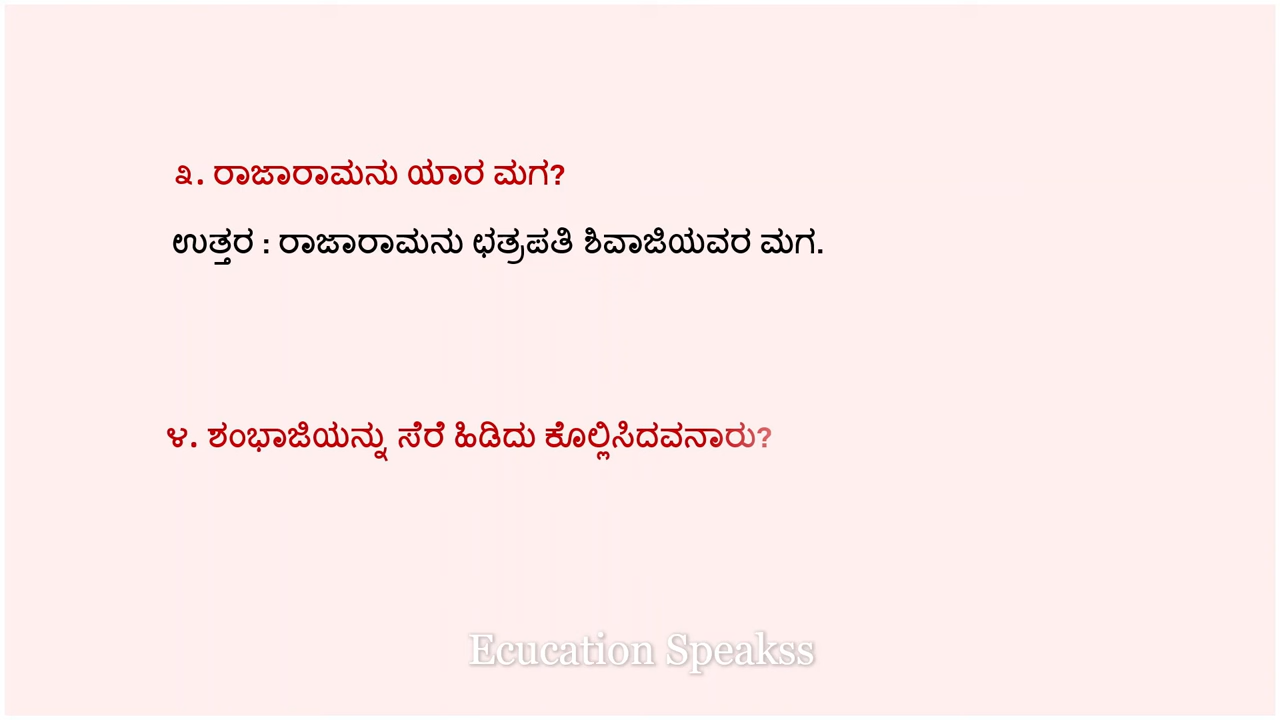 ೩. ರಾಜಾರಾಮನು ಯಾರ ಮಗ?
ಉತ್ತರ : ರಾಜಾರಾಮನು ಛತ್ರಪತಿ ಶಿವಾಜಿಯವರ ಮಗ.
೪. ಶಂಭಾಜಿಯನ್ನು ಸೆರೆ ಹಿಡಿದು ಕೊಲ್ಲಿಸಿದವನಾರು?
Ecucation Speakss